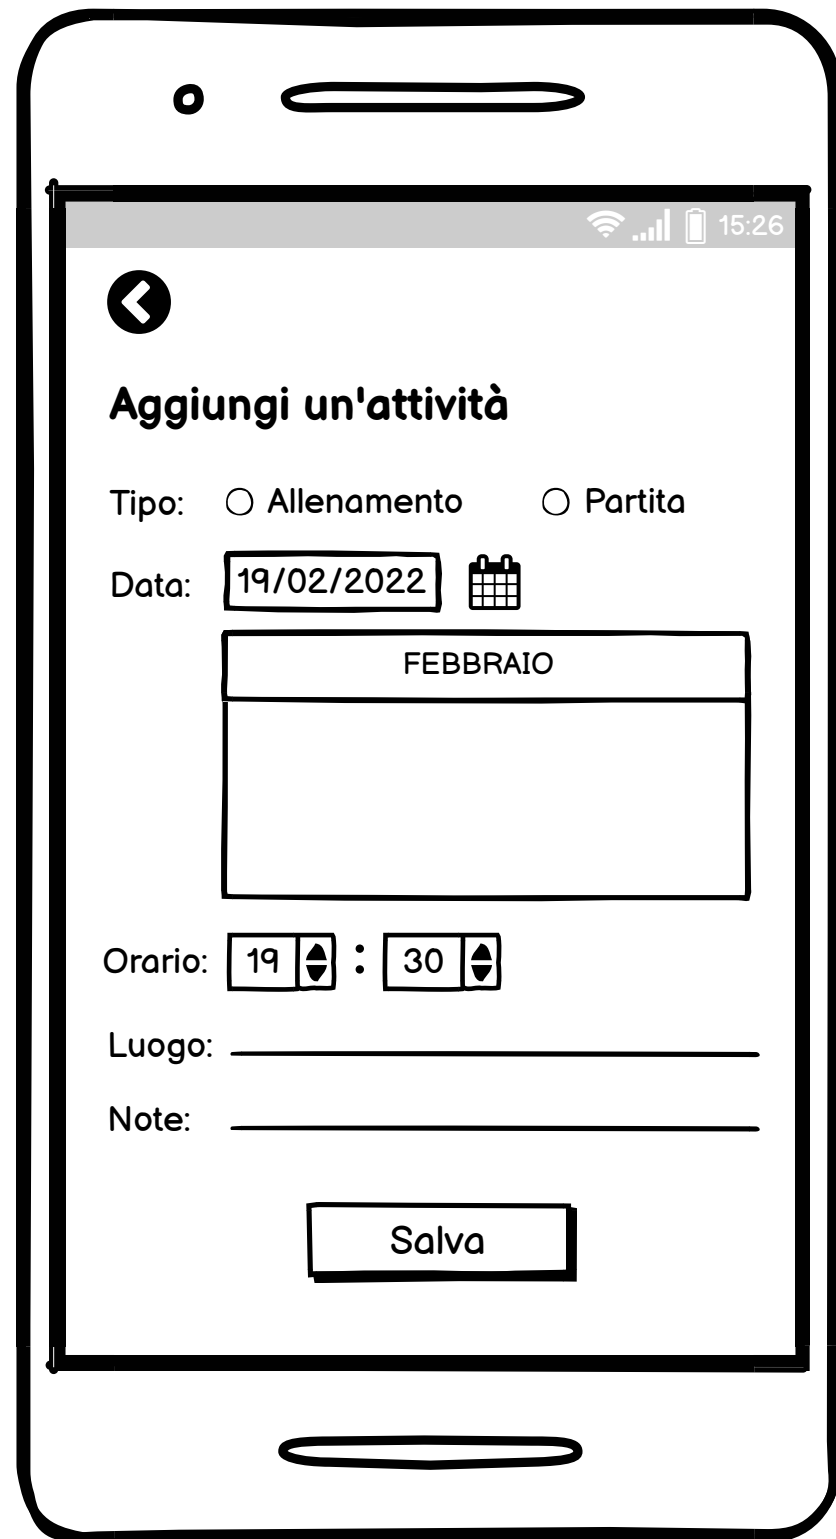 15:26
Aggiungi un'attività
Tipo: Allenamento Partita
Data: 19/02/2022
FEBBRAIO
Orario: 19 : 30
Luogo:
Note:
Salva